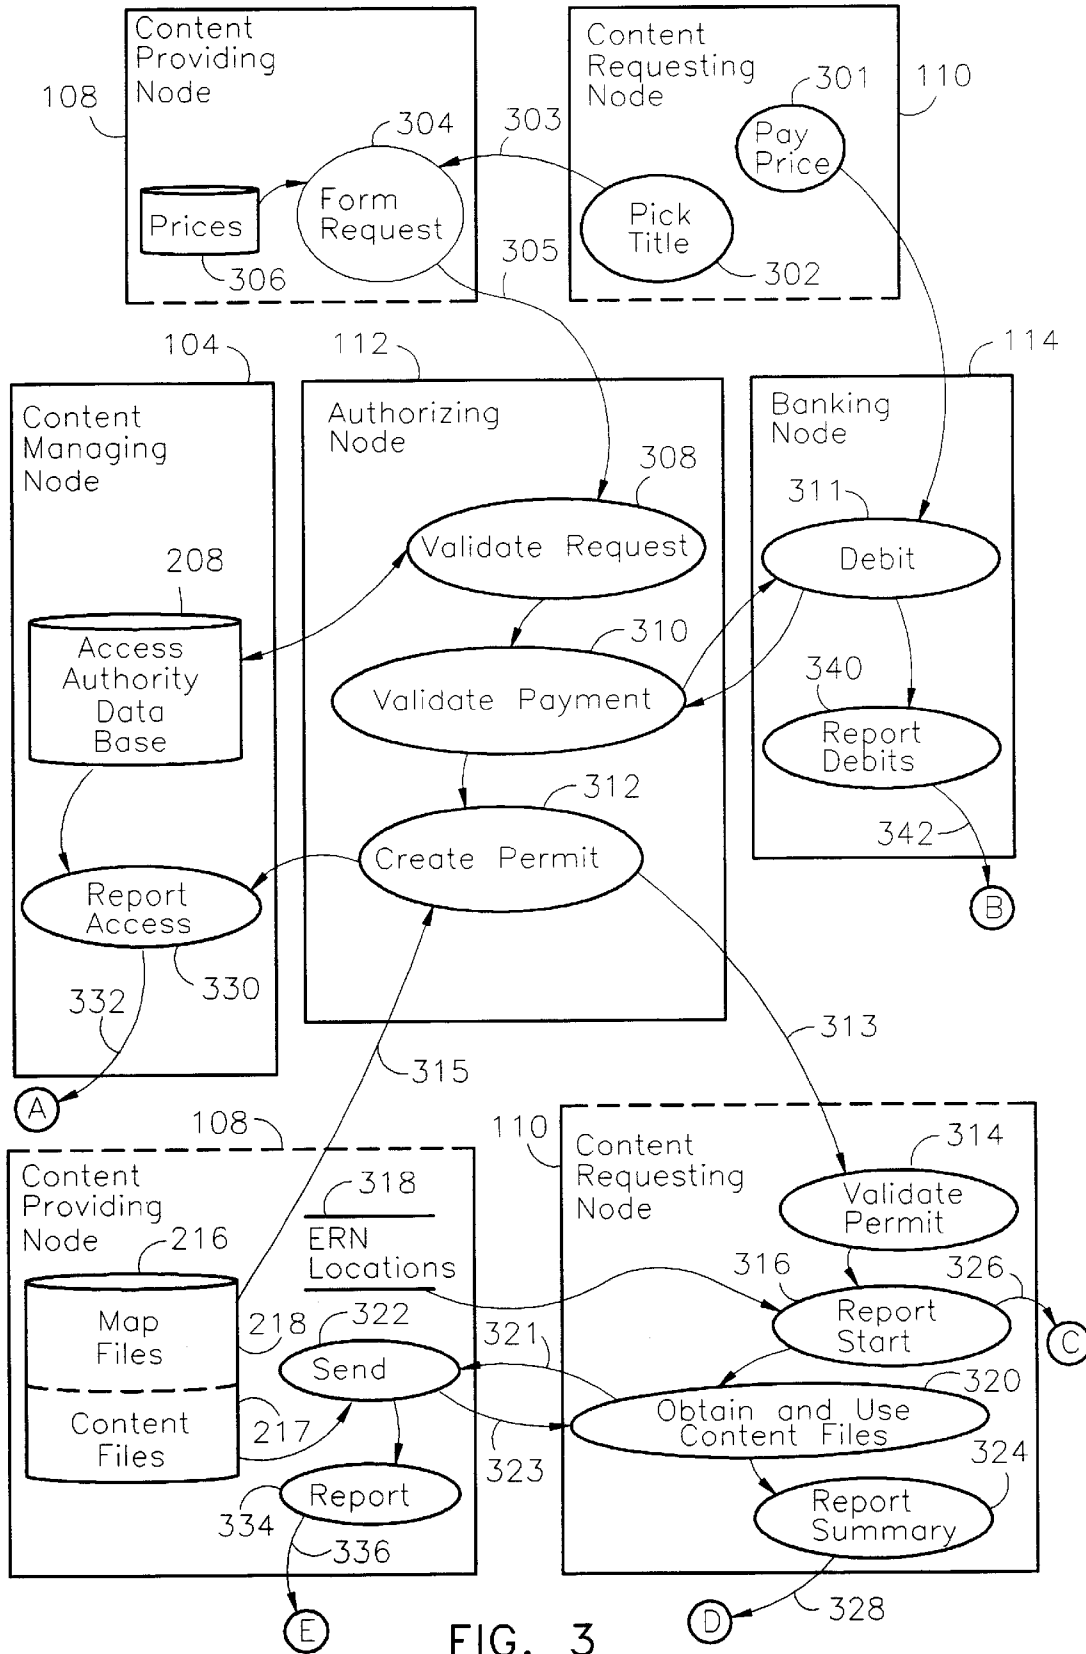 Content
Providing
Node
108
304
Prices
306
Form
Request
303
305
Content
Requesting
Node
301
110
Pay
Price
Pick
Title
302
104
Content
Managing
Node
208
Access
Authority
Data
Base
Report
Access
330
332
A
112
Authorizing
Node
308
Validate Request
310
Validate Payment
312
Create Permit
315
313
114
Banking
Node
311
Debit
340
Report
Debits
342
B
108
Content
Providing
Node
216
318
ERN
Locations
Map
Files
218
322
Send
Content
Files
217
334
Report
336
E
321
323
110
Content
Requesting
Node
314
Validate
Permit
316
326
Report
Start
C
320
Obtain and Use
Content Files
324
Report
Summary
328
D
FIG. 3